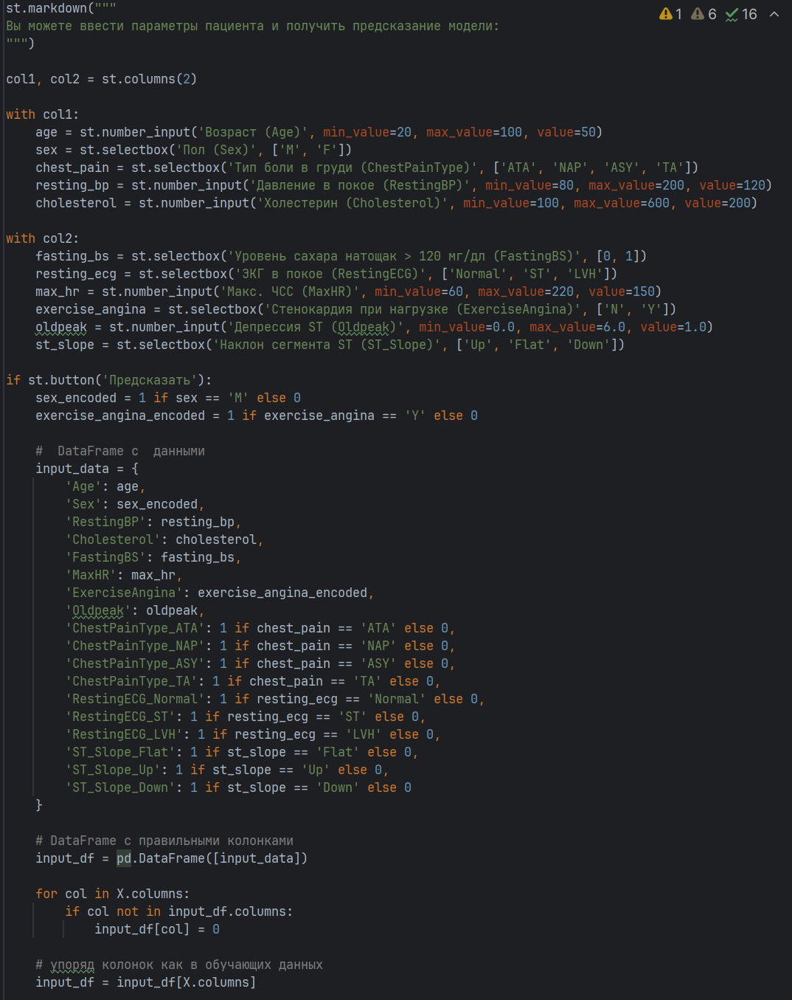 st.markdown("""
Вы можете ввести параметры пациента и получить предсказание модели:
""")
1 6 16
col1, col2 = st.columns(2)
with col1:
age = st.number_input('Возраст (Age)', min_value=20, max_value=100, value=50)
sex = st.selectbox('Пол (Sex)', ['M', 'F'])
chest_pain = st.selectbox('Тип боли в груди (ChestPainType)', ['ATA', 'NAP', 'ASY', 'TA'])
resting_bp = st.number_input('Давление в покое (RestingBP)', min_value=80, max_value=200, value=120)
cholesterol = st.number_input('Холестерин (Cholesterol)', min_value=100, max_value=600, value=200)
with col2:
fasting_bs = st.selectbox('Уровень сахара натощак > 120 мг/дл (FastingBS)', [0, 1])
resting_ecg = st.selectbox('ЭКГ в покое (RestingECG)', ['Normal', 'ST', 'LVH'])
max_hr = st.number_input('Макс. ЧСС (MaxHR)', min_value=60, max_value=220, value=150)
exercise_angina = st.selectbox('Стенокардия при нагрузке (ExerciseAngina)', ['N', 'Y'])
oldpeak = st.number_input('Депрессия ST (Oldpeak)', min_value=0.0, max_value=6.0, value=1.0)
st_slope = st.selectbox('Наклон сегмента ST (ST_Slope)', ['Up', 'Flat', 'Down'])
if st.button('Предсказать'):
sex_encoded = 1 if sex == 'M' else 0
exercise_angina_encoded = 1 if exercise_angina == 'Y' else 0
#  DataFrame с  данными
input_data = {
'Age': age,
'Sex': sex_encoded,
'RestingBP': resting_bp,
'Cholesterol': cholesterol,
'FastingBS': fasting_bs,
'MaxHR': max_hr,
'ExerciseAngina': exercise_angina_encoded,
'Oldpeak': oldpeak,
'ChestPainType_ATA': 1 if chest_pain == 'ATA' else 0,
'ChestPainType_NAP': 1 if chest_pain == 'NAP' else 0,
'ChestPainType_ASY': 1 if chest_pain == 'ASY' else 0,
'ChestPainType_TA': 1 if chest_pain == 'TA' else 0,
'RestingECG_Normal': 1 if resting_ecg == 'Normal' else 0,
'RestingECG_ST': 1 if resting_ecg == 'ST' else 0,
'RestingECG_LVH': 1 if resting_ecg == 'LVH' else 0,
'ST_Slope_Flat': 1 if st_slope == 'Flat' else 0,
'ST_Slope_Up': 1 if st_slope == 'Up' else 0,
'ST_Slope_Down': 1 if st_slope == 'Down' else 0
}
# DataFrame с правильными колонками
input_df = pd.DataFrame([input_data])
for col in X.columns:
if col not in input_df.columns:
input_df[col] = 0
# упоряд колонок как в обучающих данных
input_df = input_df[X.columns]